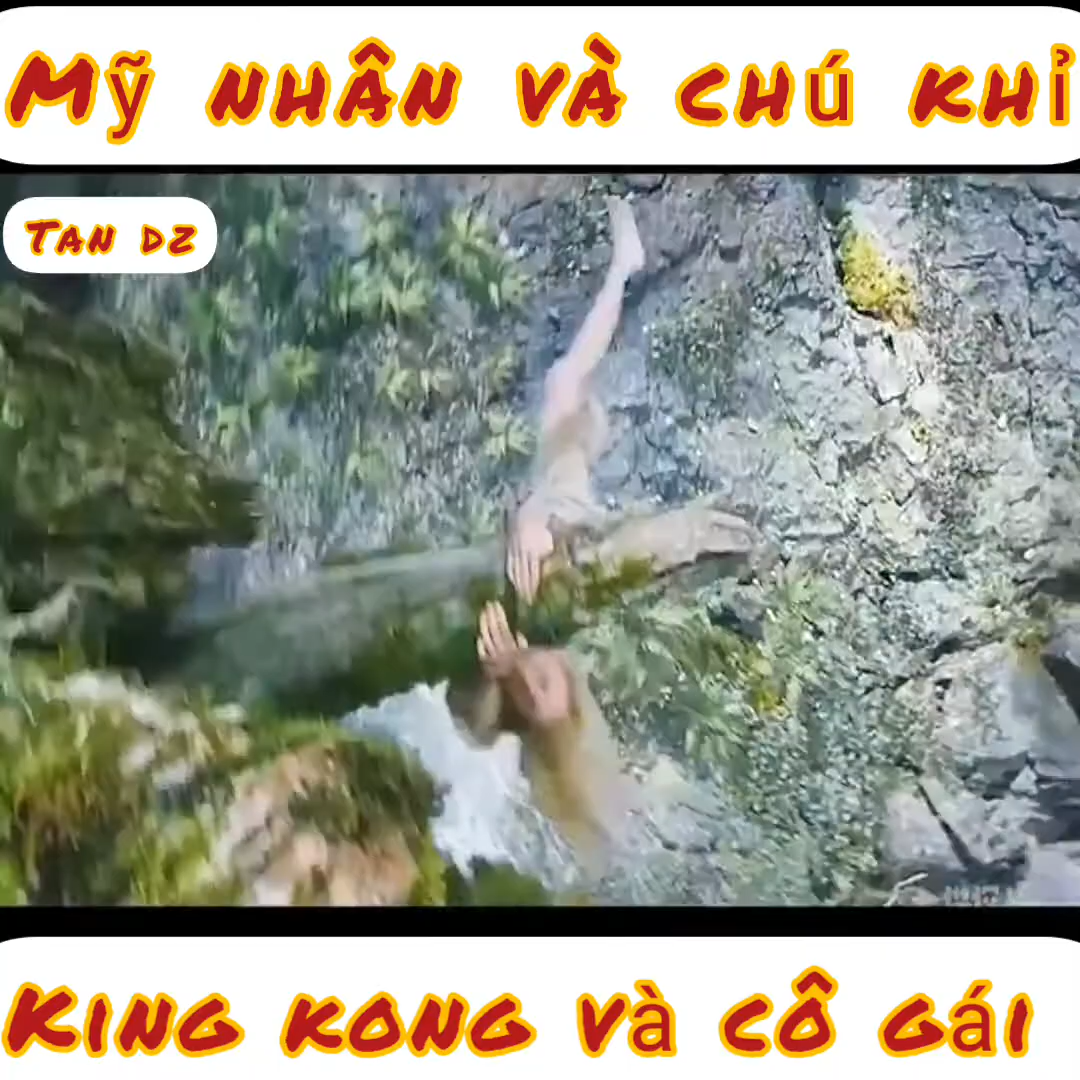 Mỹ nhân và chú khỉ
Tan dz
King kong và cô gái